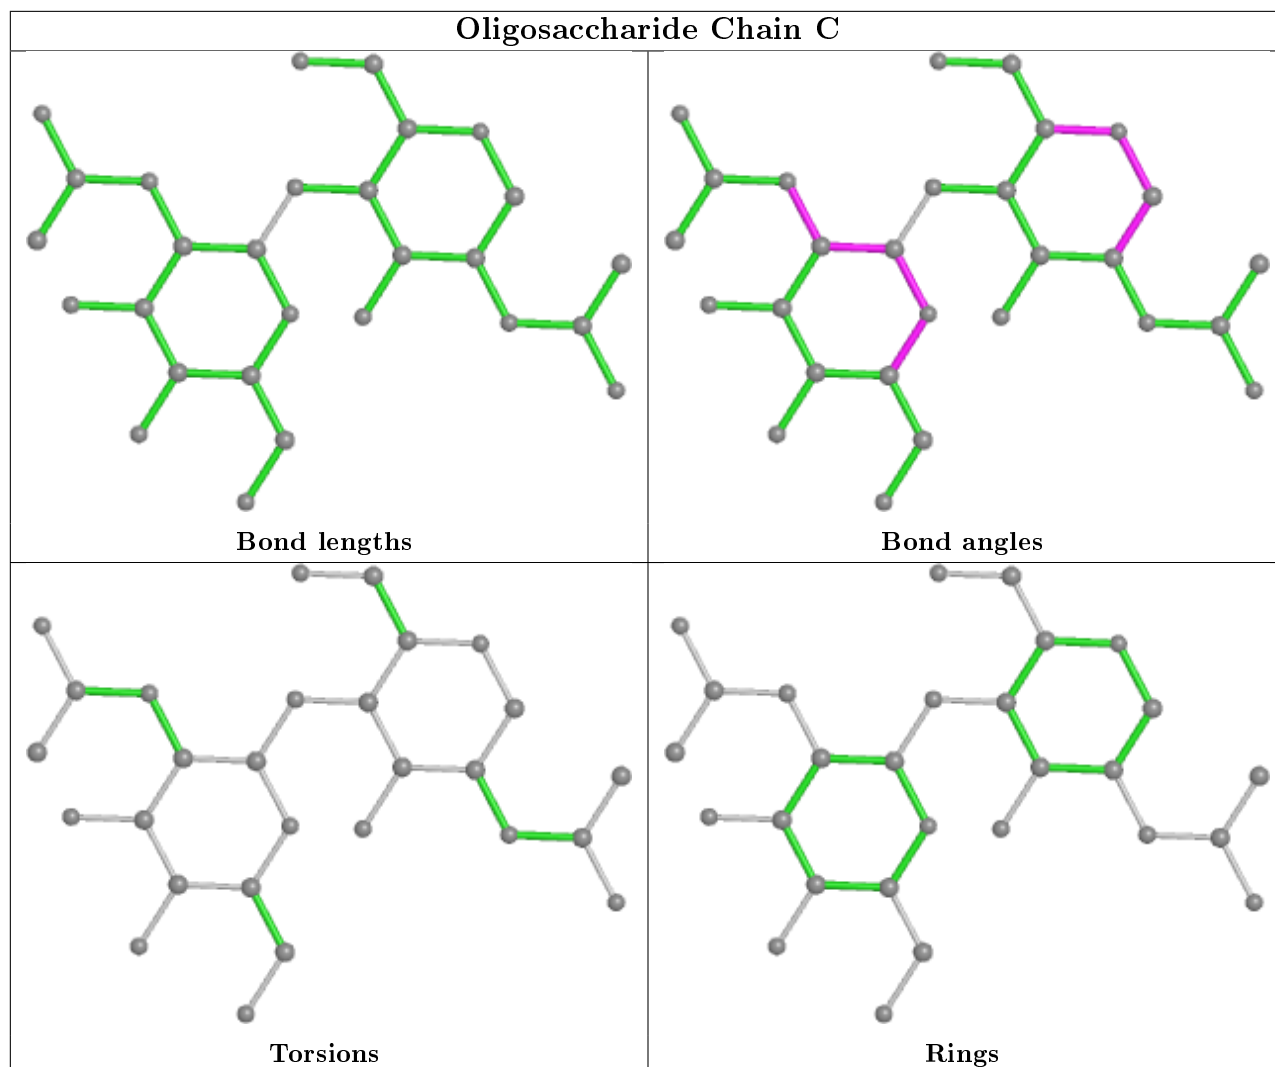 Oligosaccharide Chain C
Bond lengths
Bond angles
Torsions
Rings